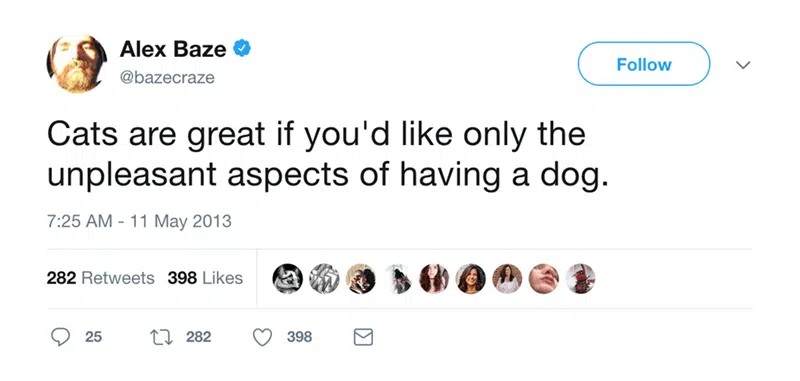 Alex Baze
@bazecraze
Follow
Cats are great if you'd like only the
unpleasant aspects of having a dog.
7:25 AM - 11 May 2013
282 Retweets 398 Likes
25 282 398